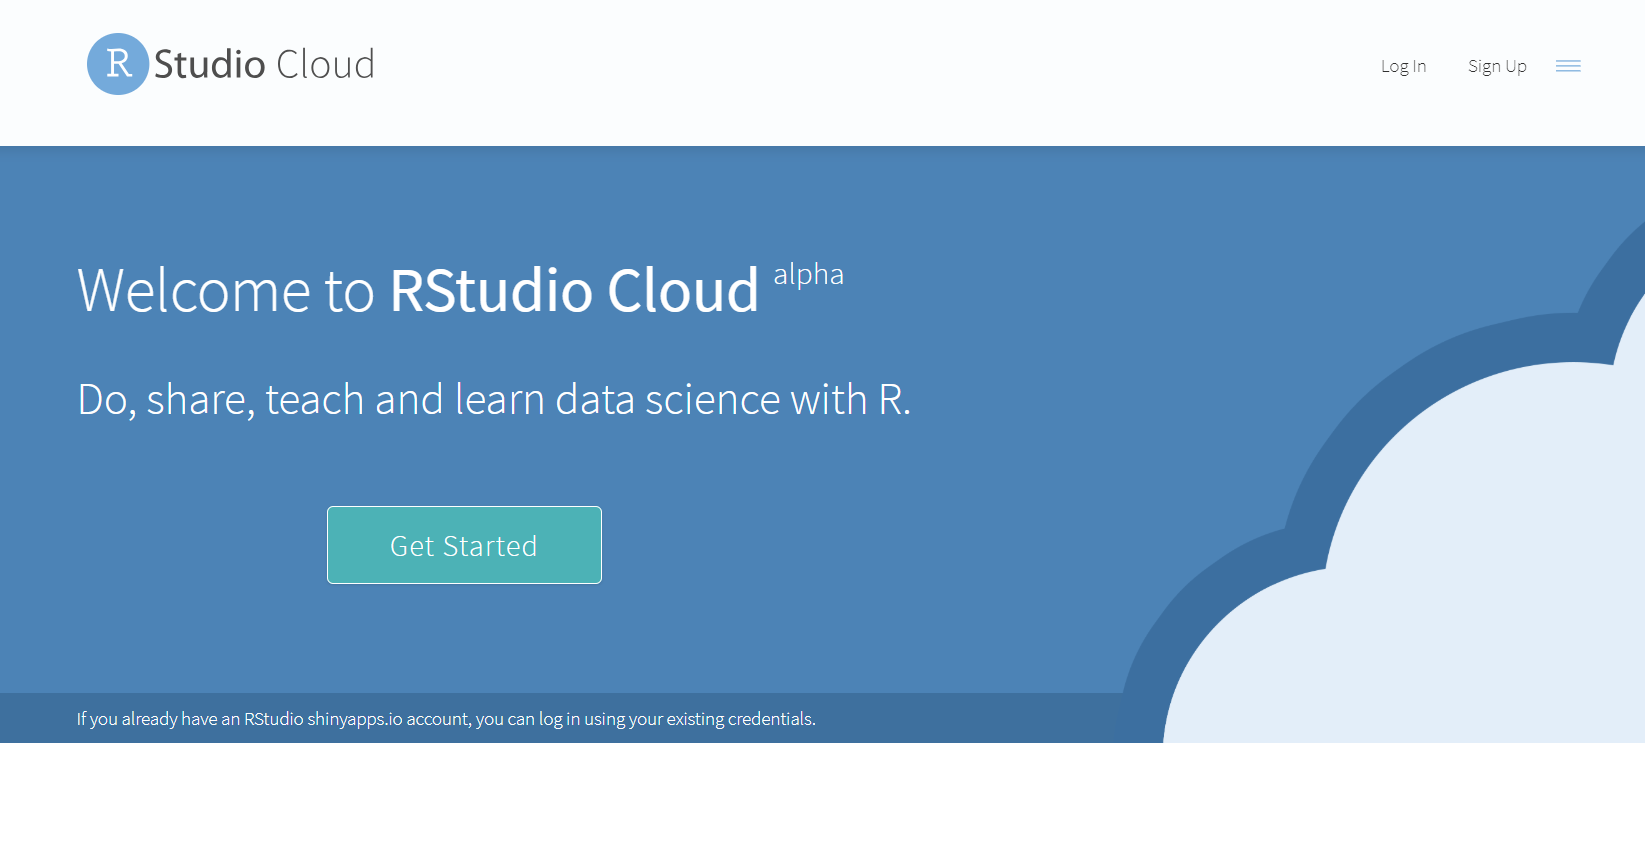 R Studio Cloud
Log In
Sign Up
Welcome to RStudio Cloud alpha
Do, share, teach and learn data science with R.
Get Started
If you already have an RStudio shinyapps.io account, you can log in using your existing credentials.